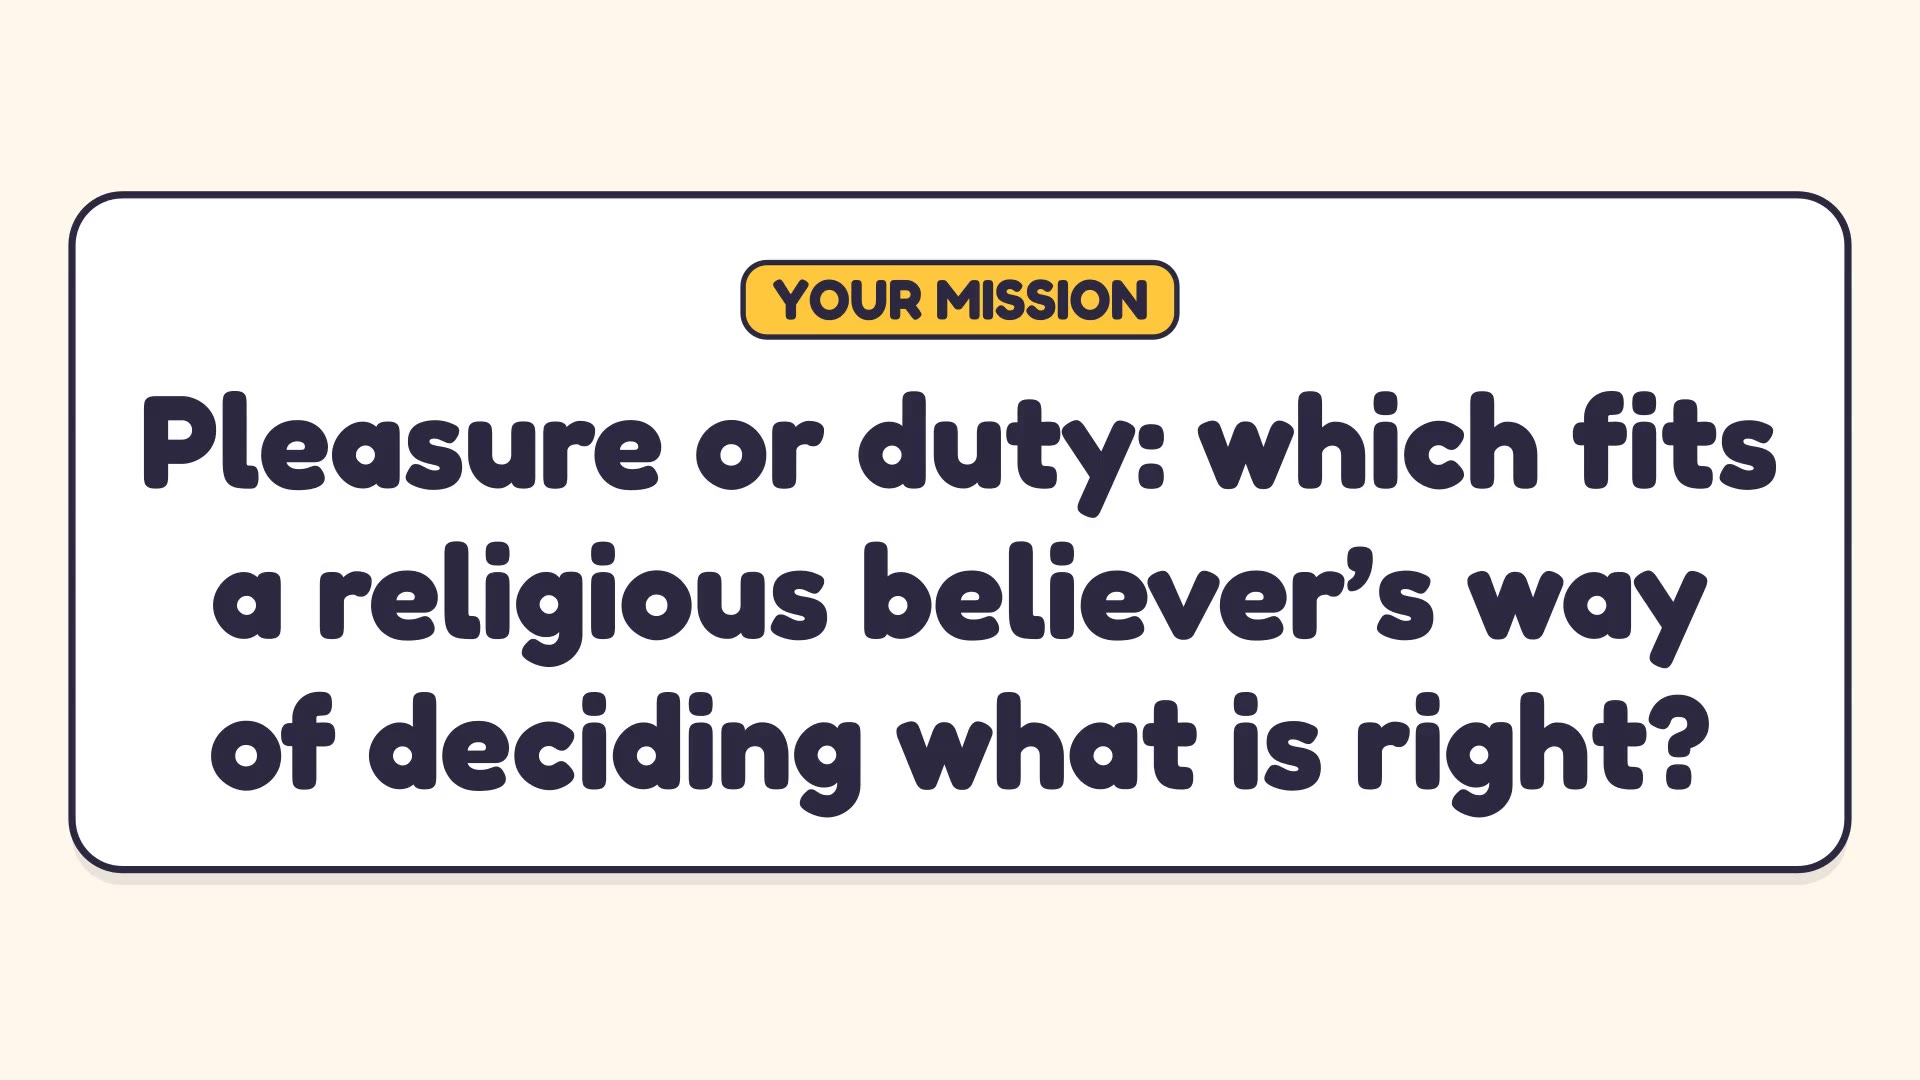 YOUR MISSION
Pleasure or duty: which fits
a religious believer’s way
of deciding what is right?